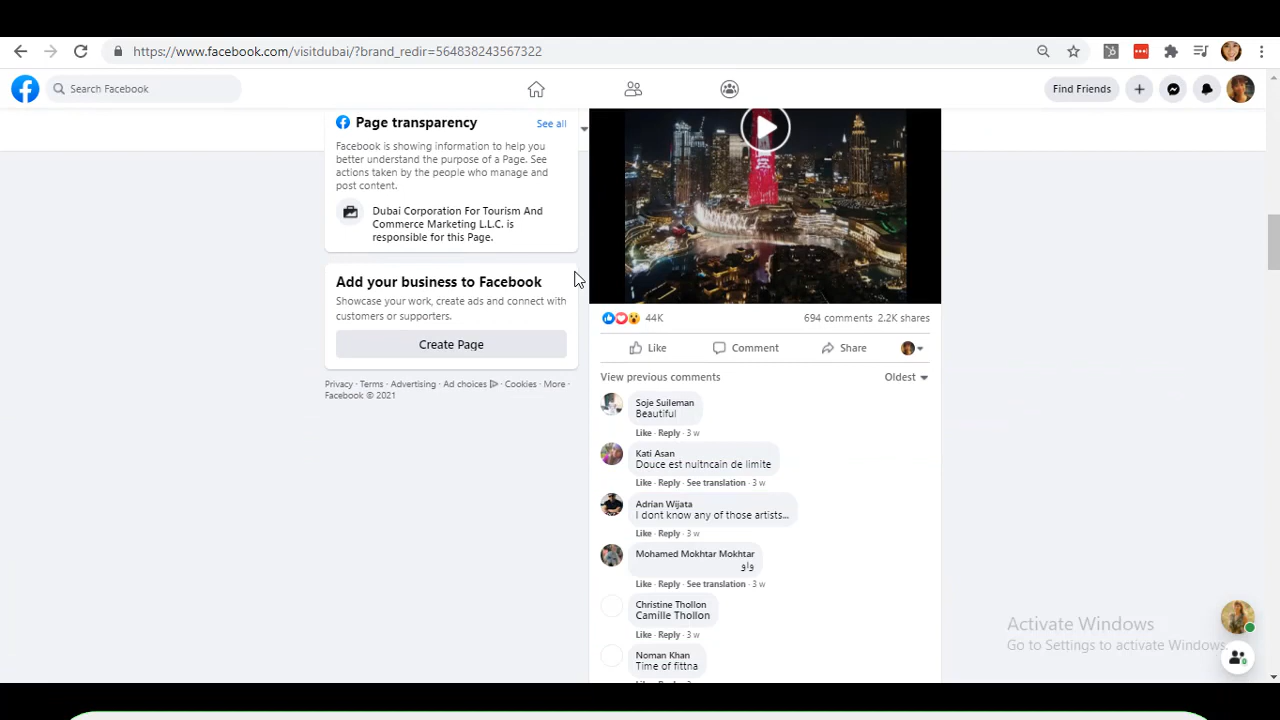 https://www.facebook.com/visitdubai/?brand_redir=564838243567322
Search Facebook
Find Friends
Page transparency
See all
Facebook is showing information to help you
better understand the purpose of a Page. See
actions taken by the people who manage and
post content.
Dubai Corporation For Tourism And
Commerce Marketing L.L.C. is
responsible for this Page.
Add your business to Facebook
Showcase your work, create ads and connect with
customers or supporters.
Create Page
Privacy · Terms · Advertising · Ad choices · Cookies · More ·
Facebook © 2021
44K
694 comments 2.2K shares
Like
Comment
Share
View previous comments
Oldest
Soje Suileman
Beautiful
Like · Reply · 3 w
Kati Asan
Douce est nuitncain de limite
Like · Reply · See translation · 3 w
Adrian Wijata
I dont know any of those artists...
Like · Reply · 3 w
Mohamed Mokhtar Mokhtar
واو
Like · Reply · See translation · 3 w
Christine Thollon
Camille Thollon
Like · Reply · 3 w
Noman Khan
Time of fittna
Activate Windows
Go to Settings to activate Windows.